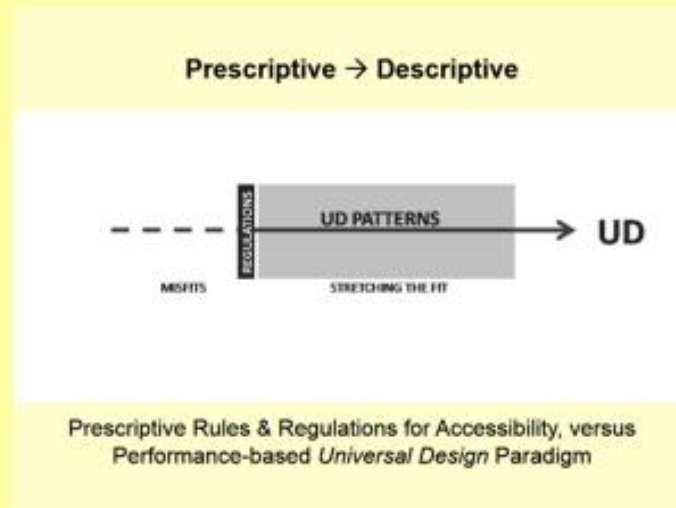 Prescriptive → Descriptive
REGULATIONS
UD PATTERNS
UD
MISFITS
STRETCHING THE FIT
Prescriptive Rules & Regulations for Accessibility, versus
Performance-based Universal Design Paradigm